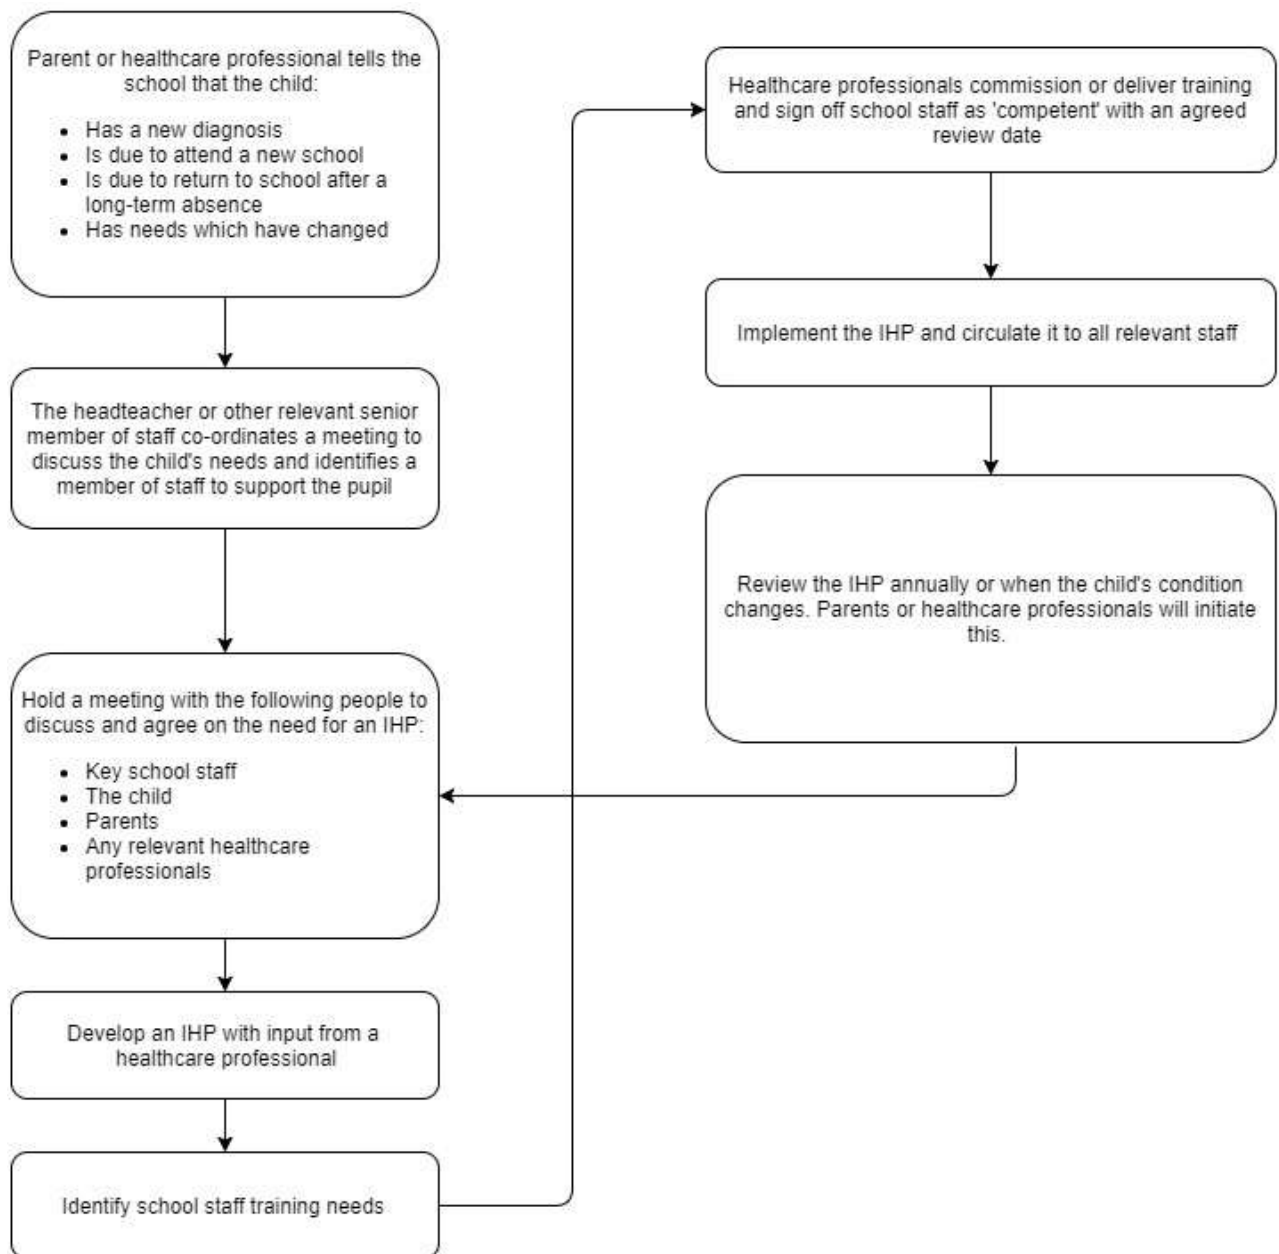 Parent or healthcare professional tells the
school that the child:
• Has a new diagnosis
• Is due to attend a new school
• Is due to return to school after a
long-term absence
• Has needs which have changed
The headteacher or other relevant senior
member of staff co-ordinates a meeting to
discuss the child's needs and identifies a
member of staff to support the pupil
Hold a meeting with the following people to
discuss and agree on the need for an IHP:
• Key school staff
• The child
• Parents
• Any relevant healthcare
professionals
Develop an IHP with input from a
healthcare professional
Identify school staff training needs
Healthcare professionals commission or deliver training
and sign off school staff as 'competent' with an agreed
review date
Implement the IHP and circulate it to all relevant staff
Review the IHP annually or when the child's condition
changes. Parents or healthcare professionals will initiate
this.